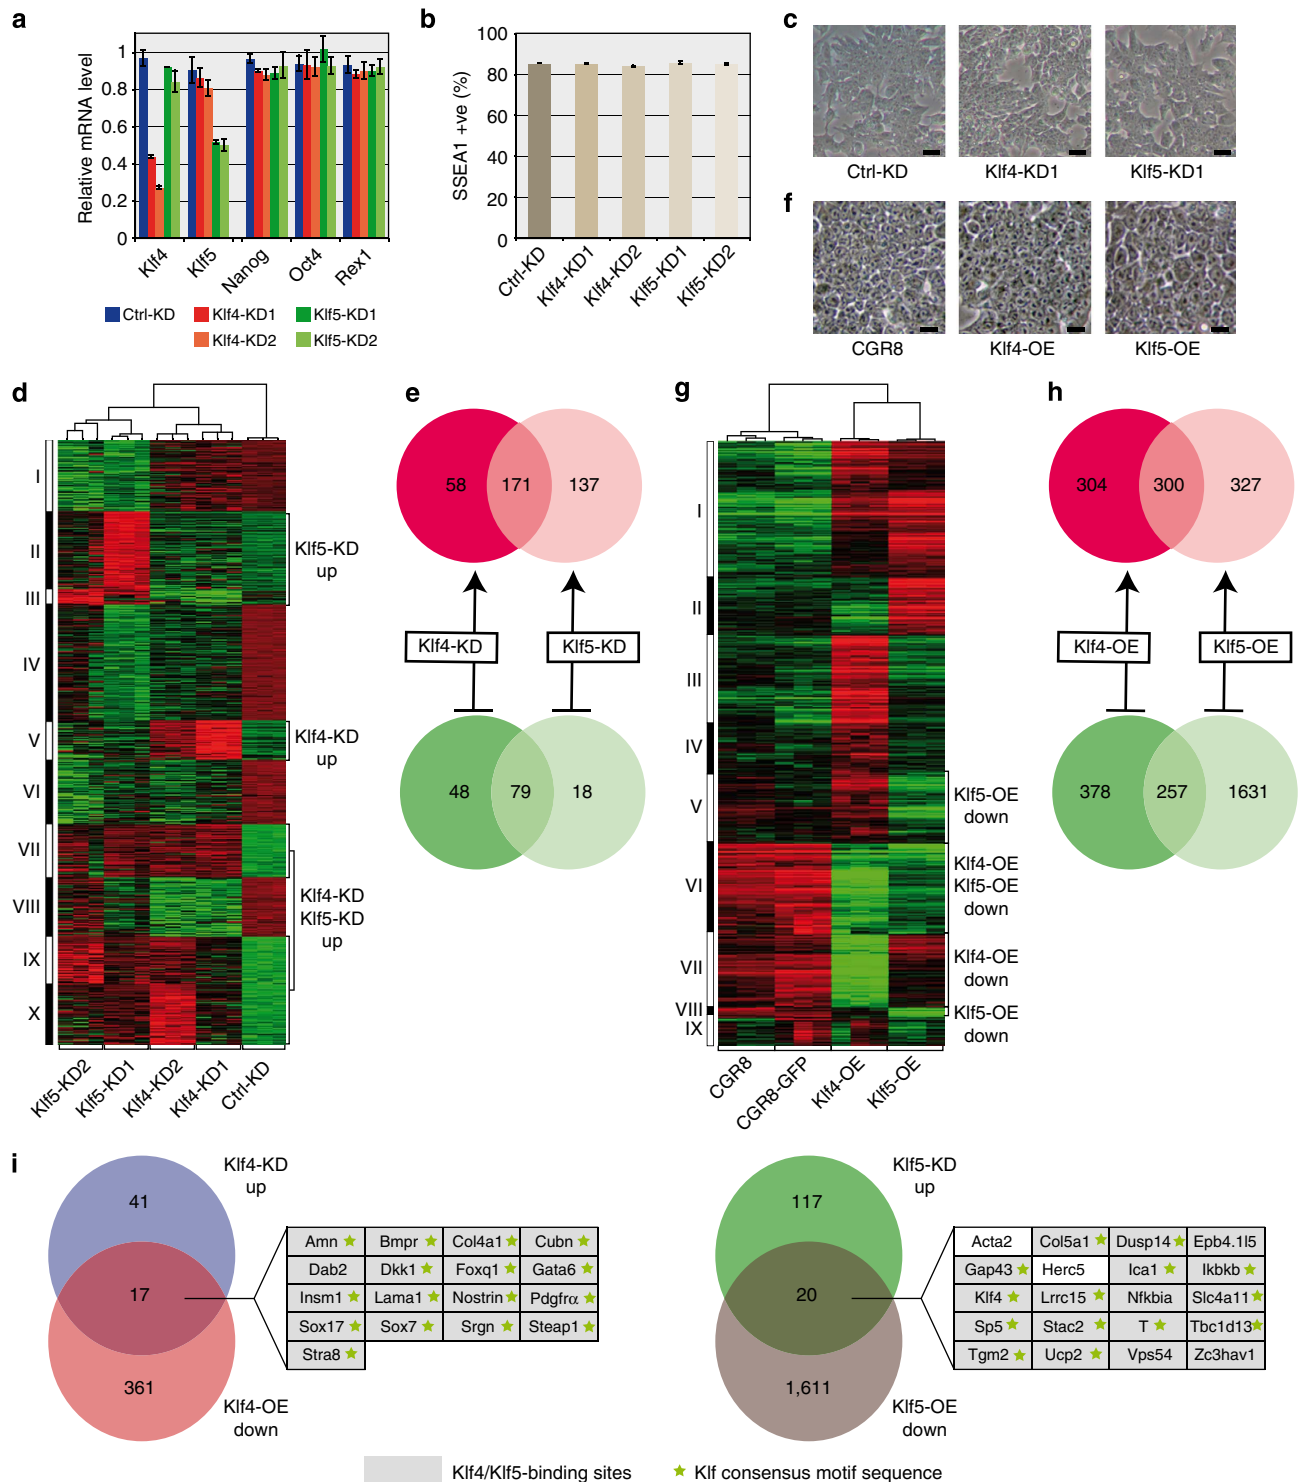 a
Relative mRNA level
1
0.8
0.6
0.4
0.2
0
Klf4
Klf5
Nanog
Oct4
Rex1
Ctrl-KD
Klf4-KD1
Klf5-KD1
Klf4-KD2
Klf5-KD2
b
SSEA1 +ve (%)
100
80
60
40
20
0
Ctrl-KD
Klf4-KD1
Klf4-KD2
Klf5-KD1
Klf5-KD2
c
Ctrl-KD
Klf4-KD1
Klf5-KD1
f
CGR8
Klf4-OE
Klf5-OE
d
I
II
III
IV
V
VI
VII
VIII
IX
X
Klf5-KD
up
Klf4-KD
up
Klf4-KD
Klf5-KD
up
Klf5-KD2
Klf5-KD1
Klf4-KD2
Klf4-KD1
Ctrl-KD
e
58
171
137
Klf4-KD
Klf5-KD
48
79
18
g
I
II
III
IV
V
VI
VII
VIII
IX
Klf5-OE
down
Klf4-OE
Klf5-OE
down
Klf4-OE
down
Klf5-OE
down
CGR8
CGR8-GFP
Klf4-OE
Klf5-OE
h
304
300
327
Klf4-OE
Klf5-OE
378
257
1631
i
Klf4-KD
up
41
17
361
Klf4-OE
down
Amn Bmpr Col4a1 Cubn
Dab2 Dkk1 Foxq1 Gata6
Insm1 Lama1 Nostrin Pdgfrα
Sox17 Sox7 Srgn Steap1
Stra8
Klf5-KD
up
117
20
1,611
Klf5-OE
down
Acta2 Col5a1 Dusp14 Epb4.1l5
Gap43 Herc5 Ica1 Ikbkb
Klf4 Lrrc15 Nfkbia Slc4a11
Sp5 Stac2 T Tbc1d13
Tgm2 Ucp2 Vps54 Zc3hav1
Klf4/Klf5-binding sites
Klf consensus motif sequence